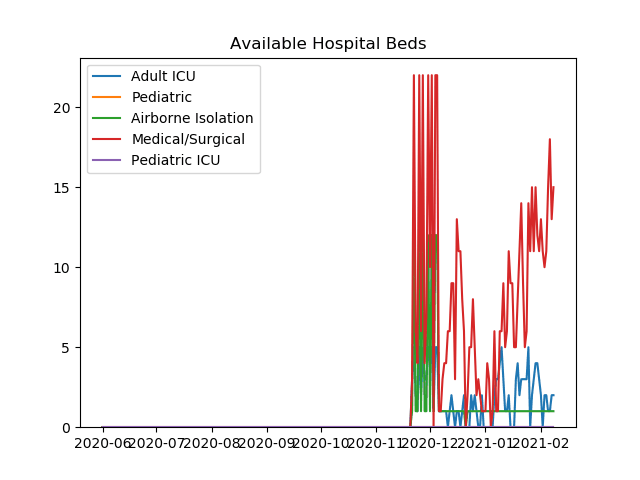 Available Hospital Beds
Adult ICU
Pediatric
Airborne Isolation
Medical/Surgical
Pediatric ICU
20
15
10
5
0
2020-06 2020-07 2020-08 2020-09 2020-10 2020-11 2020-12 2021-01 2021-02